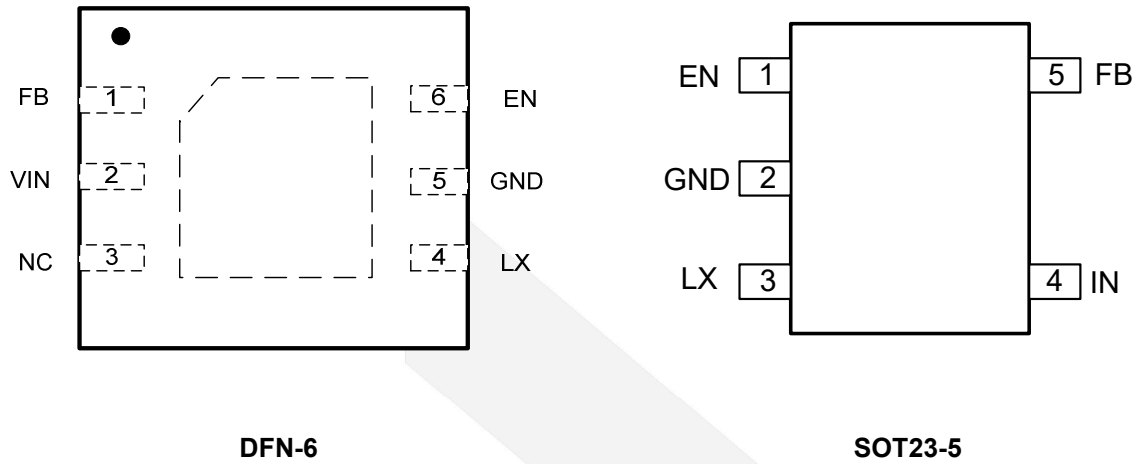 FB 1 6 EN
VIN 2 5 GND
NC 3 4 LX
DFN-6
EN 1 5 FB
GND 2
LX 3 4 IN
SOT23-5